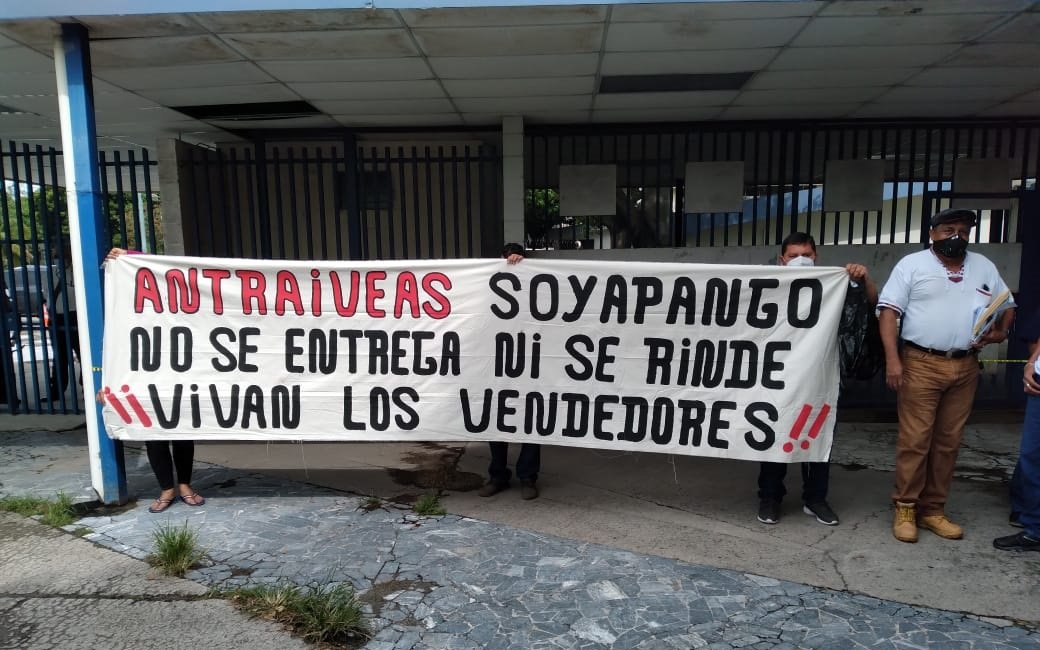 ANTRAiVEAS SOYAPANGO
NO SE ENTREGA Ni SE RiNDE
¡¡ViVAN LOS VENDEDORES!!